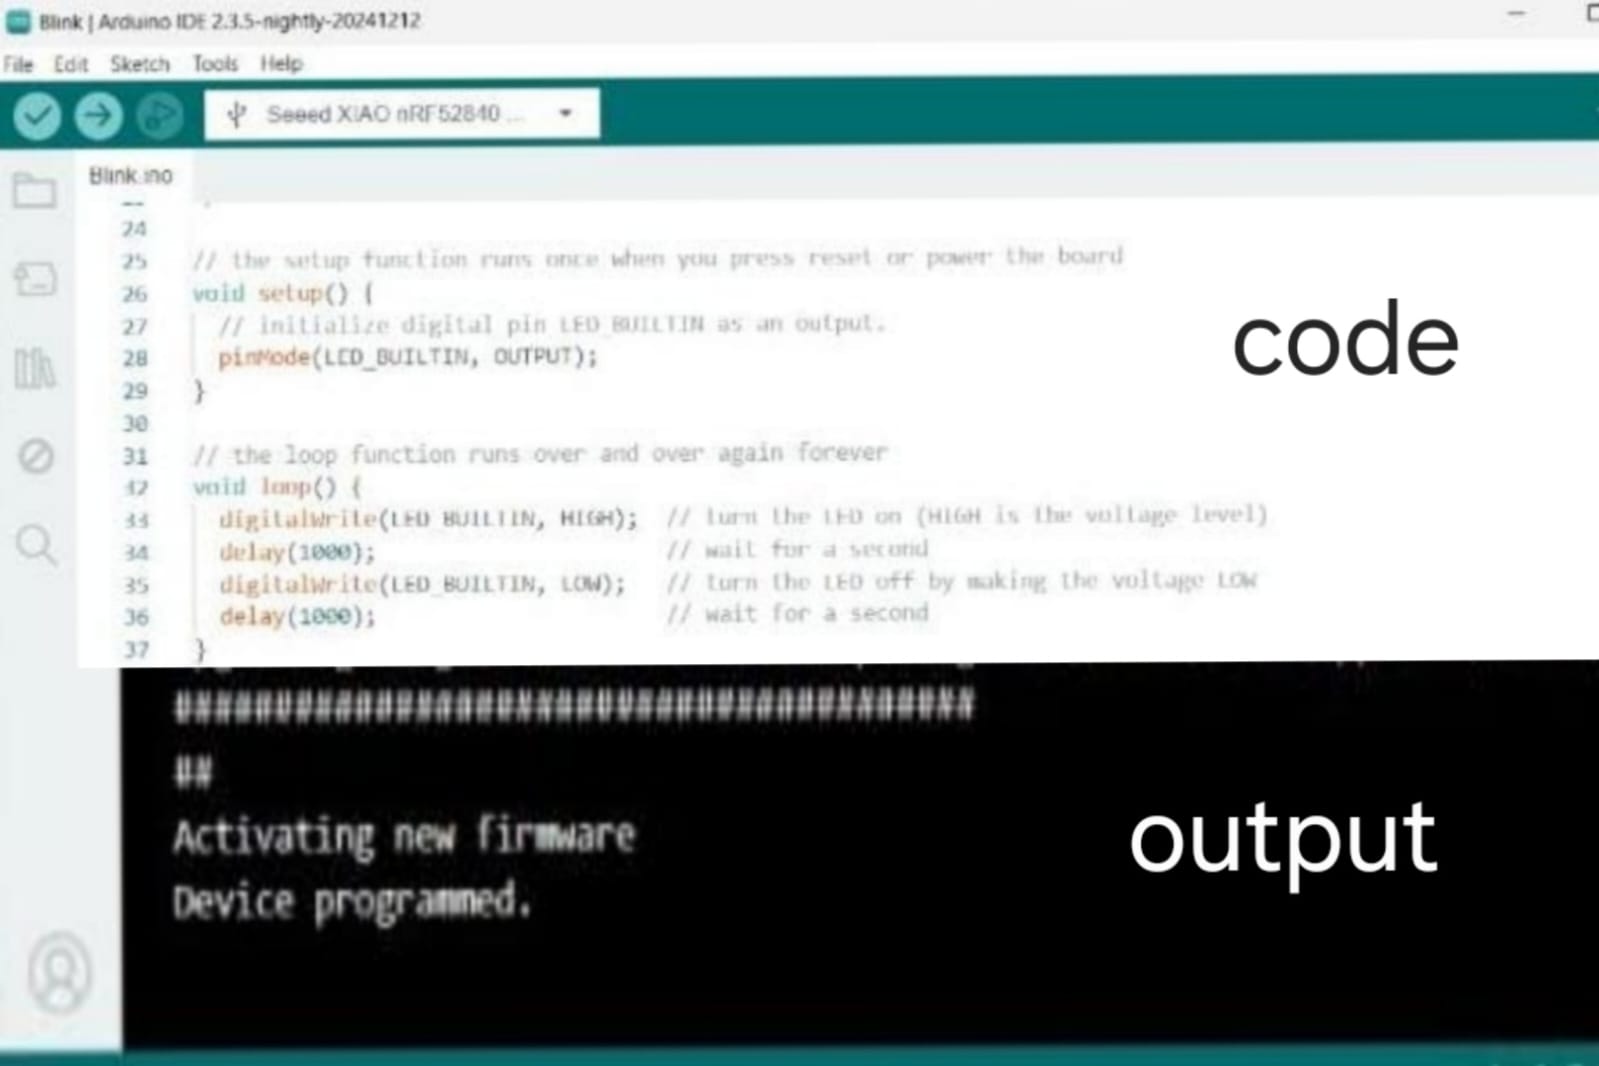 Blink | Arduino IDE 2.3.5-nightly-20241212
File Edit Sketch Tools Help
Seeed XIAO nRF52840 ...
Blink.ino
24
25 // the setup function runs once when you press reset or power the board
26 void setup() {
27 // initialize digital pin LED_BUILTIN as an output.
28 pinMode(LED_BUILTIN, OUTPUT);
29 }
30
31 // the loop function runs over and over again forever
32 void loop() {
33 digitalWrite(LED_BUILTIN, HIGH); // turn the LED on (HIGH is the voltage level)
34 delay(1000); // wait for a second
35 digitalWrite(LED_BUILTIN, LOW); // turn the LED off by making the voltage LOW
36 delay(1000); // wait for a second
37 }
code
########################################
##
Activating new firmware
Device programmed.
output